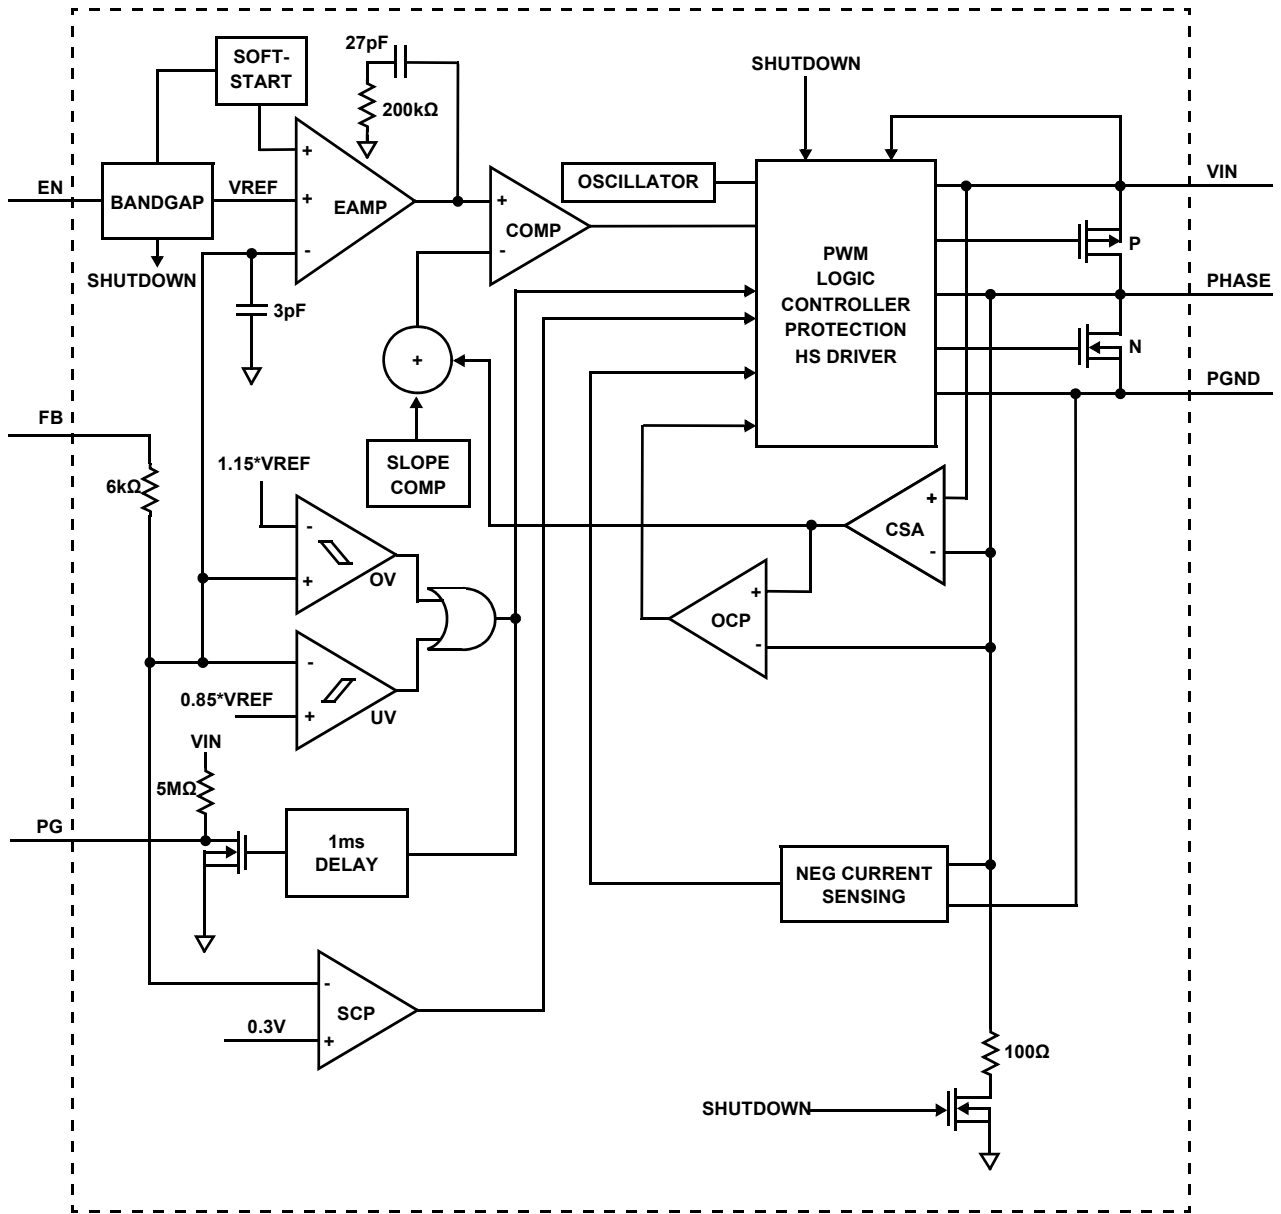 27pF
SOFT-
START
200kΩ
SHUTDOWN
EN
BANDGAP
VREF
+
+
-
EAMP
SHUTDOWN
3pF
+
-
COMP
OSCILLATOR
PWM
LOGIC
CONTROLLER
PROTECTION
HS DRIVER
VIN
P
PHASE
N
PGND
+
SLOPE
COMP
FB
6kΩ
1.15*VREF
-
+
OV
0.85*VREF
-
+
UV
+
-
CSA
+
-
OCP
VIN
5MΩ
PG
1ms
DELAY
NEG CURRENT
SENSING
0.3V
-
+
SCP
100Ω
SHUTDOWN